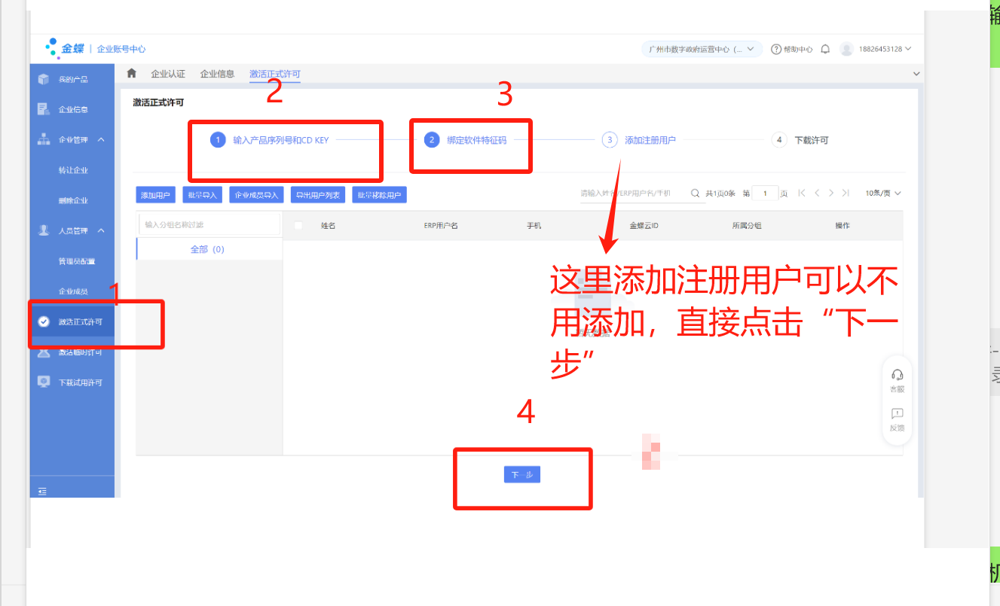 金蝶 | 企业账号中心
广州市数字政府运营中心（...
帮助中心
18826453128
我的产品
企业信息
企业管理
转让企业
删除企业
人员管理
管理员配置
企业成员
激活正式许可
激活临时许可
下载试用许可
企业认证 企业信息 激活正式许可
2
3
激活正式许可
1 输入产品序列号和CD KEY
2 绑定软件特征码
3 添加注册用户
4 下载许可
添加用户 批量导入 企业成员导入 导出用户列表 批量移除用户
请输入姓名/ERP用户名/手机
共1页0条 第 1 页
10条/页
输入分组名称过滤
全部（0）
姓名 ERP用户名 手机 金蝶云ID 所属分组 操作
1
这里添加注册用户可以不
用添加，直接点击“下一
步”
4
下一步
客服
反馈